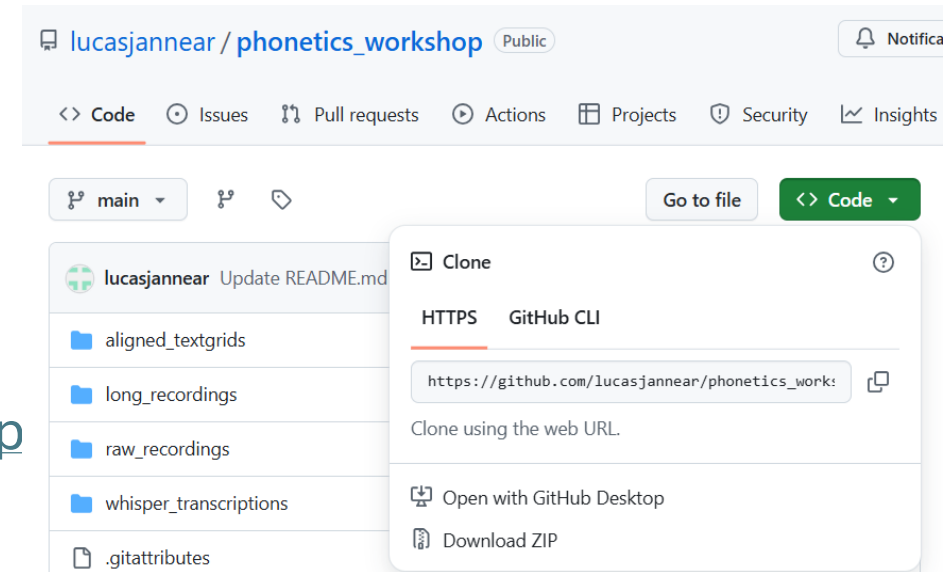 lucasjannear / phonetics_workshop Public
<> Code Issues Pull requests Actions Projects Security Insights
main Go to file <> Code
Clone
lucasjannear Update README.md
HTTPS GitHub CLI
aligned_textgrids
https://github.com/lucasjannear/phonetics_works
long_recordings
Clone using the web URL.
raw_recordings
p
whisper_transcriptions
Open with GitHub Desktop
Download ZIP
.gitattributes